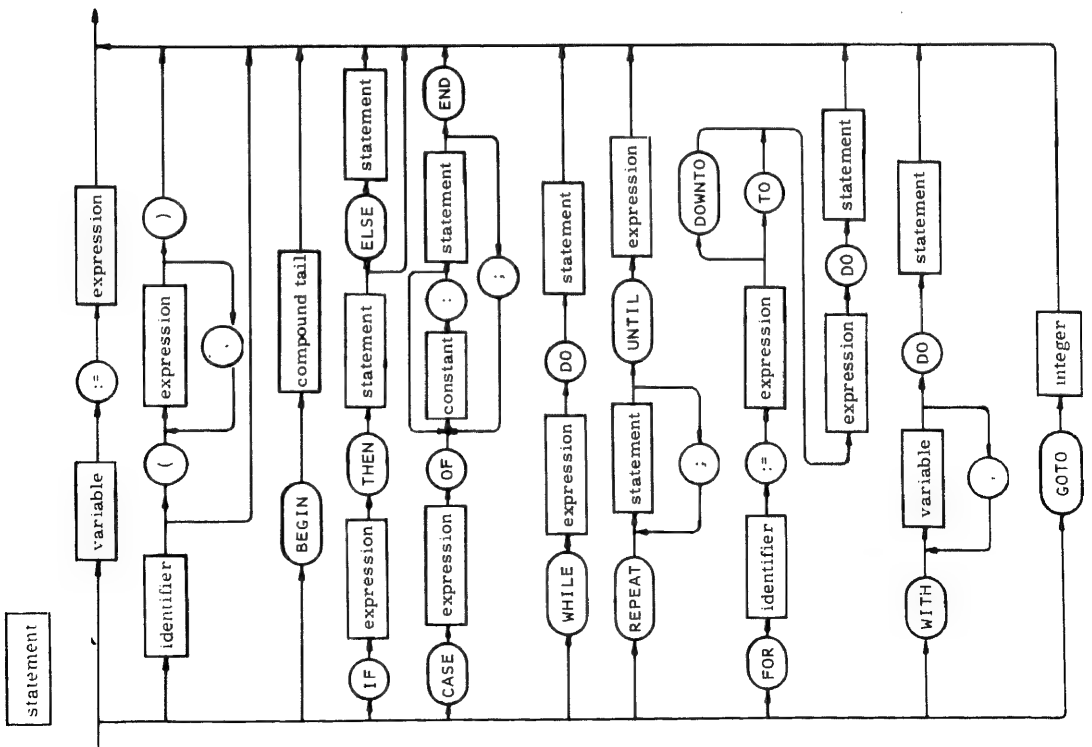 statement
variable := expression
identifier ( expression , )
BEGIN compound tail
IF expression THEN statement ELSE statement
CASE expression OF constant : statement END
;
WHILE expression DO statement
REPEAT statement UNTIL expression
;
FOR identifier := expression DOWNTO
TO
expression DO statement
WITH variable DO statement
,
GOTO integer